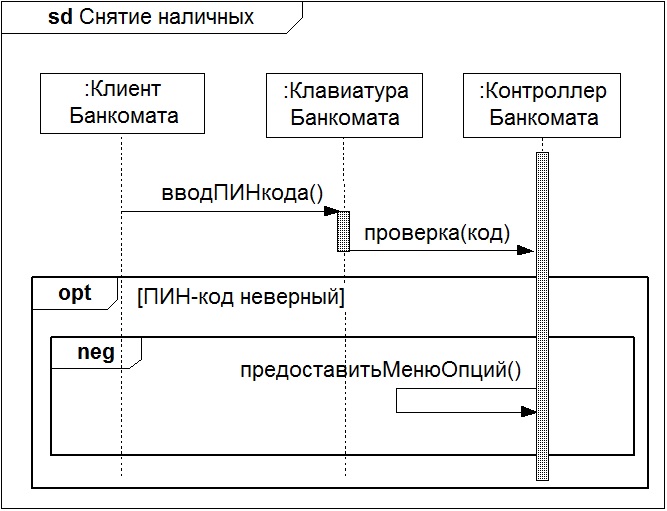 sd Снятие наличных
:Клиент
Банкомата
:Клавиатура
Банкомата
:Контроллер
Банкомата
вводПИНкода()
проверка(код)
opt [ПИН-код неверный]
neg
предоставитьМенюОпций()